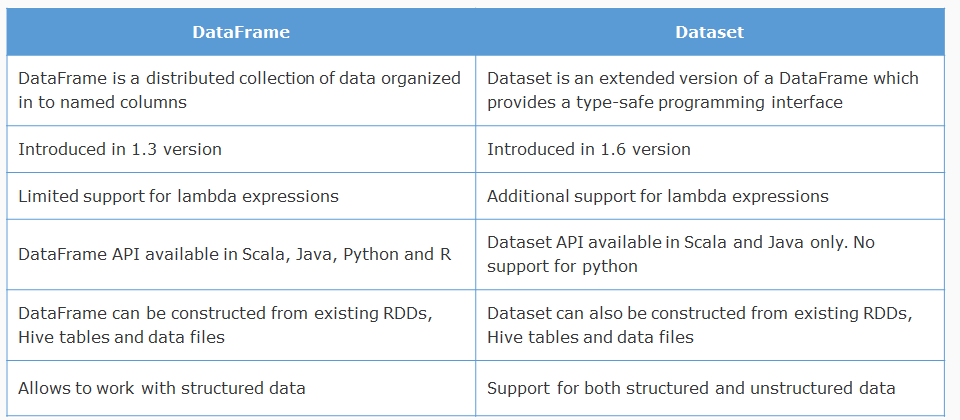 DataFrame
Dataset
DataFrame is a distributed collection of data organized
in to named columns
Dataset is an extended version of a DataFrame which
provides a type-safe programming interface
Introduced in 1.3 version
Introduced in 1.6 version
Limited support for lambda expressions
Additional support for lambda expressions
DataFrame API available in Scala, Java, Python and R
Dataset API available in Scala and Java only. No
support for python
DataFrame can be constructed from existing RDDs,
Hive tables and data files
Dataset can also be constructed from existing RDDs,
Hive tables and data files
Allows to work with structured data
Support for both structured and unstructured data